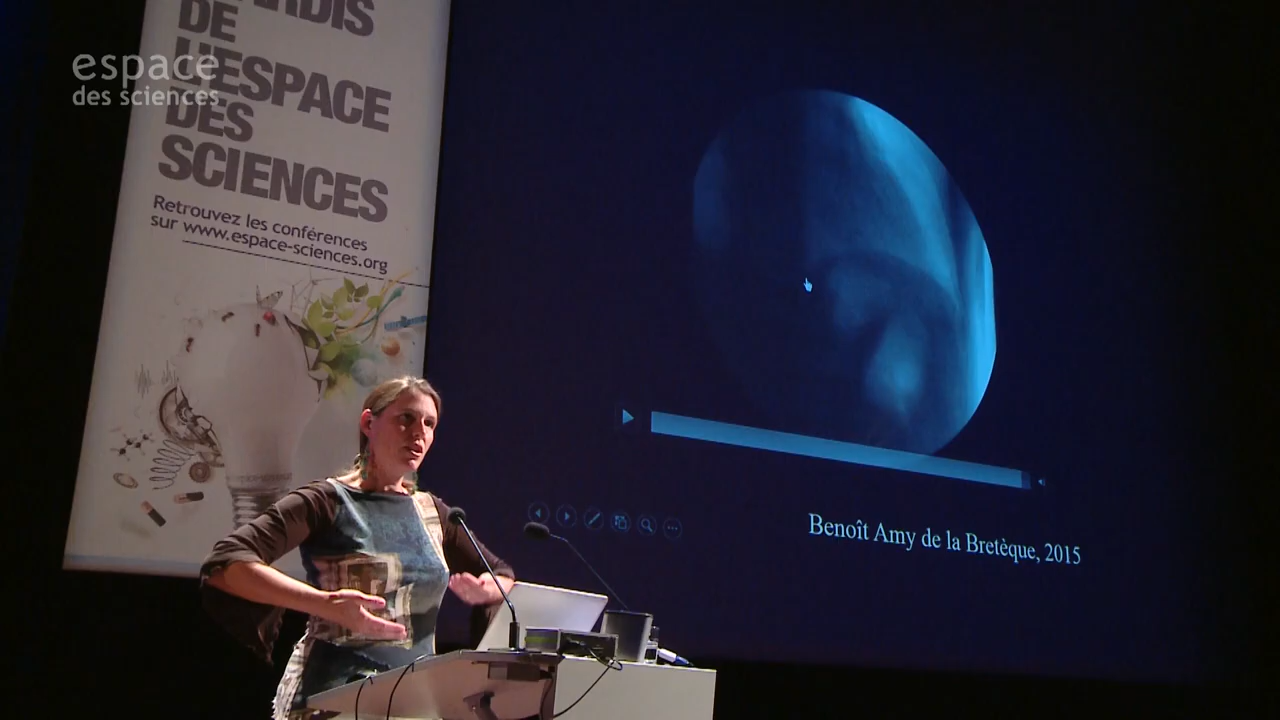 DE
L'ESPACE
DES
SCIENCES
Retrouvez les conférences
sur www.espace-sciences.org
espace
des sciences
Benoît Amy de la Bretèque, 2015